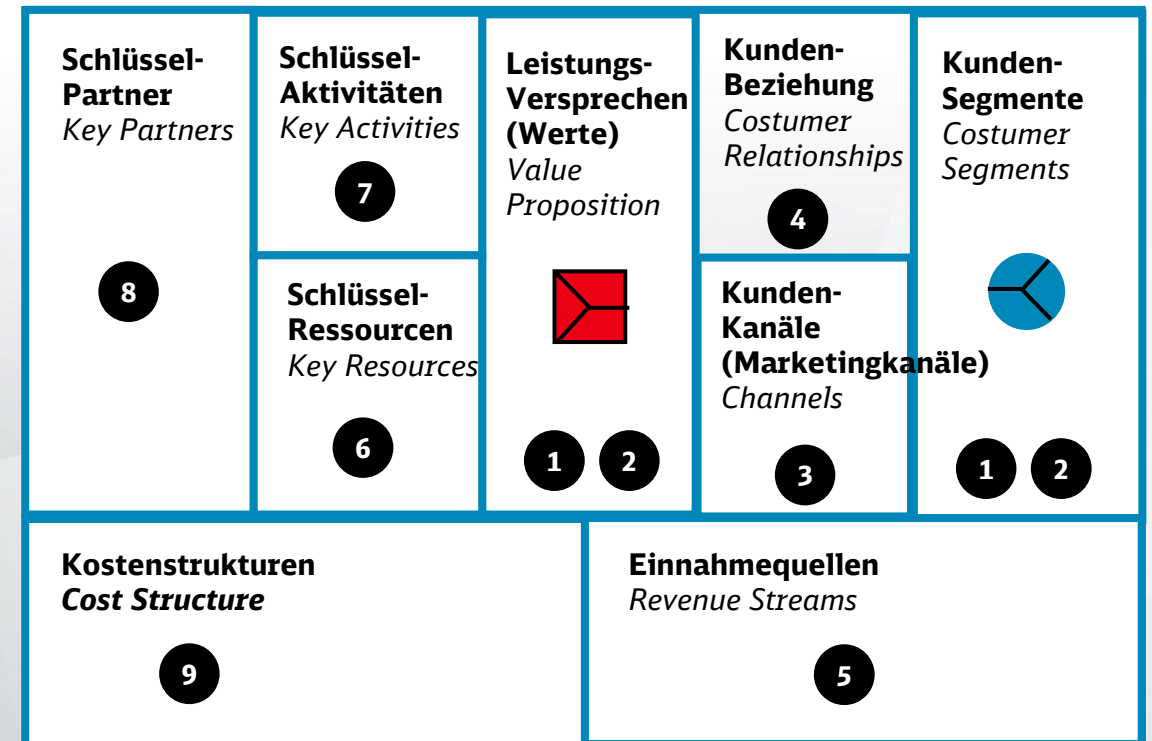 Schlüssel-
Partner
Key Partners
8
Schlüssel-
Aktivitäten
Key Activities
7
Schlüssel-
Ressourcen
Key Resources
6
Leistungs-
Versprechen
(Werte)
Value
Proposition
1 2
Kunden-
Beziehung
Costumer
Relationships
4
Kunden-
Kanäle
(Marketingkanäle)
Channels
3
Kunden-
Segmente
Costumer
Segments
1 2
Kostenstrukturen
Cost Structure
9
Einnahmequellen
Revenue Streams
5